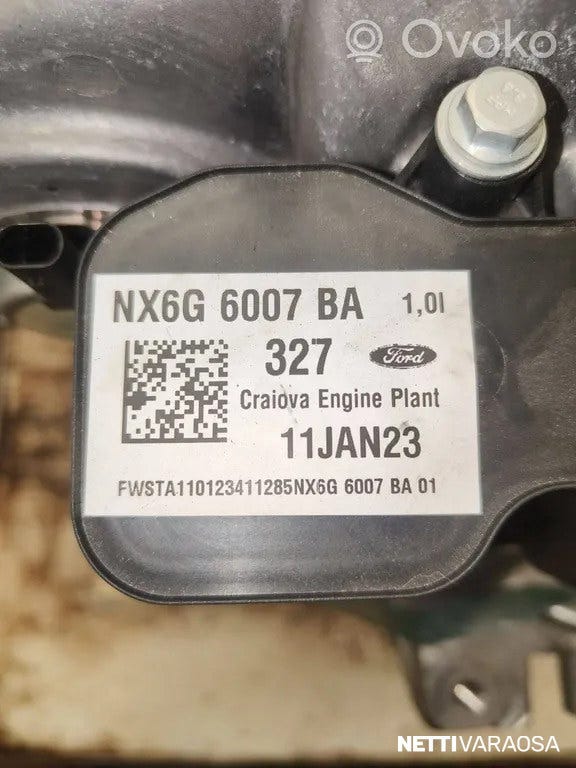 Ovoko
NX6G 6007 BA 1,0l
327 Ford
Craiova Engine Plant
11JAN23
FWSTA110123411285NX6G 6007 BA 01
NETTIVARAOSA